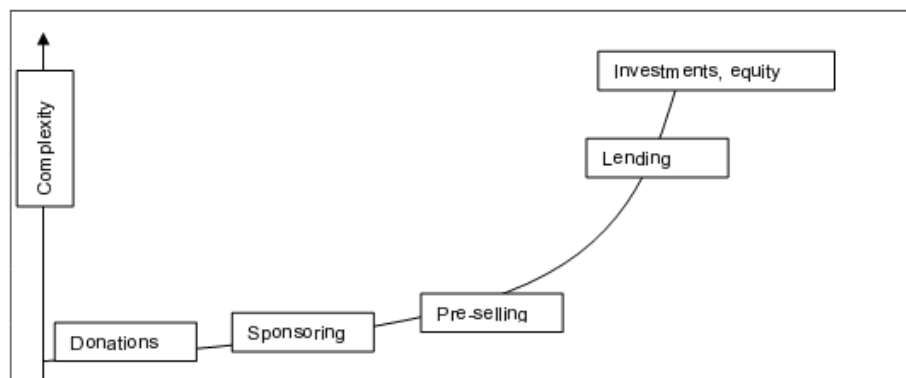 Investments, equity
Complexity
Lending
Pre-selling
Sponsoring
Donations